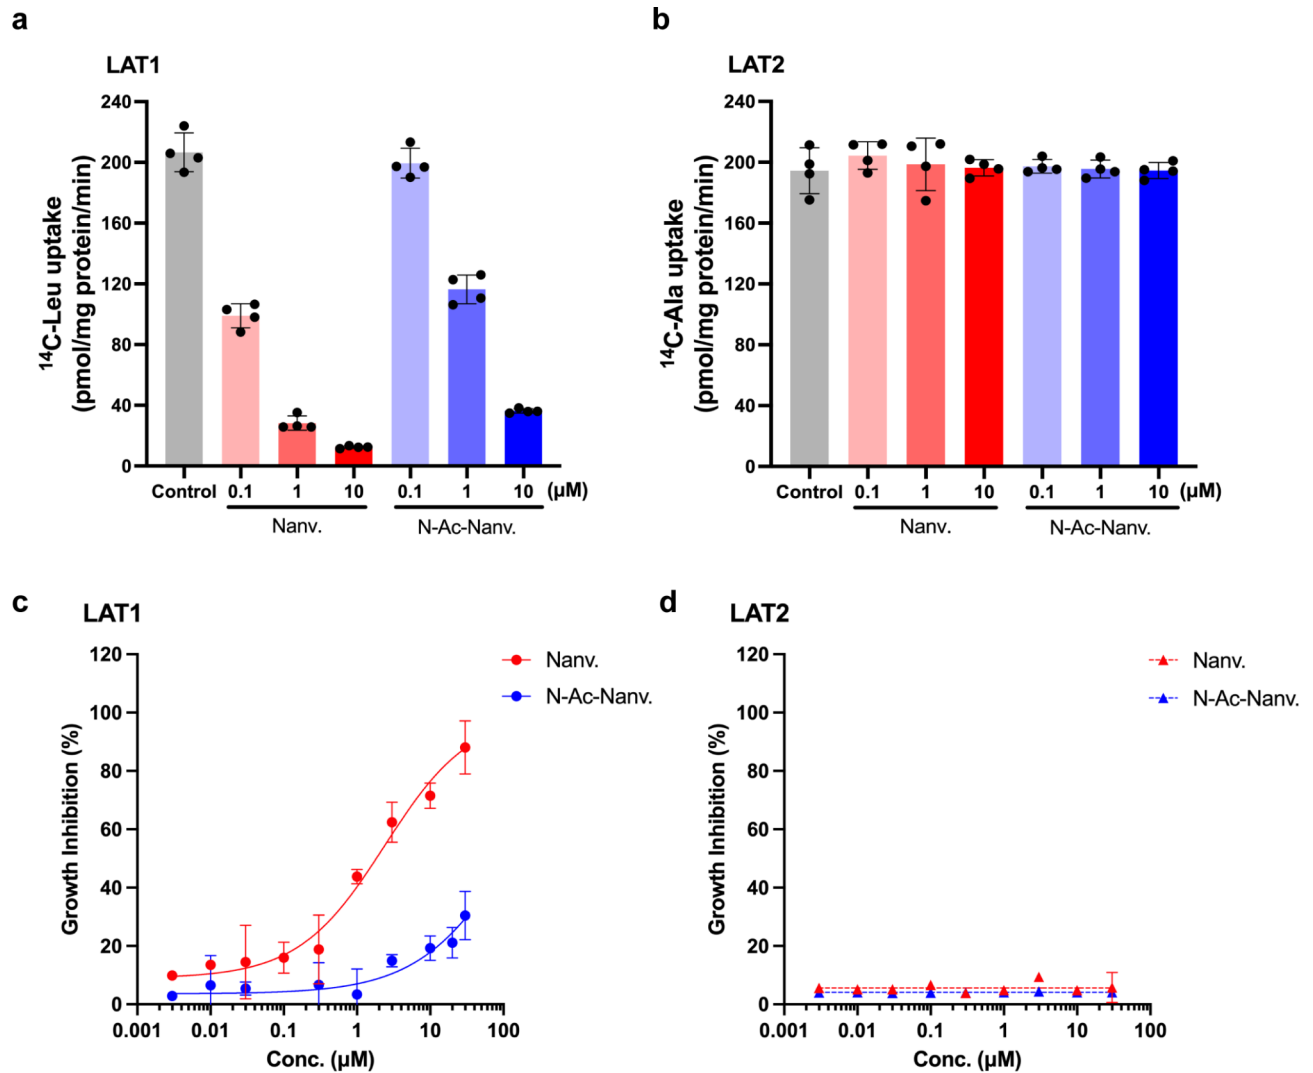 a
LAT1
¹⁴C-Leu uptake
(pmol/mg protein/min)
240
200
160
120
80
40
0
Control 0.1 1 10 0.1 1 10 (µM)
Nanv. N-Ac-Nanv.
b
LAT2
¹⁴C-Ala uptake
(pmol/mg protein/min)
240
200
160
120
80
40
0
Control 0.1 1 10 0.1 1 10 (µM)
Nanv. N-Ac-Nanv.
c
LAT1
Growth Inhibition (%)
120
100
80
60
40
20
0
0.001 0.01 0.1 1 10 100
Conc. (µM)
Nanv.
N-Ac-Nanv.
d
LAT2
Growth Inhibition (%)
120
100
80
60
40
20
0
0.001 0.01 0.1 1 10 100
Conc. (µM)
Nanv.
N-Ac-Nanv.